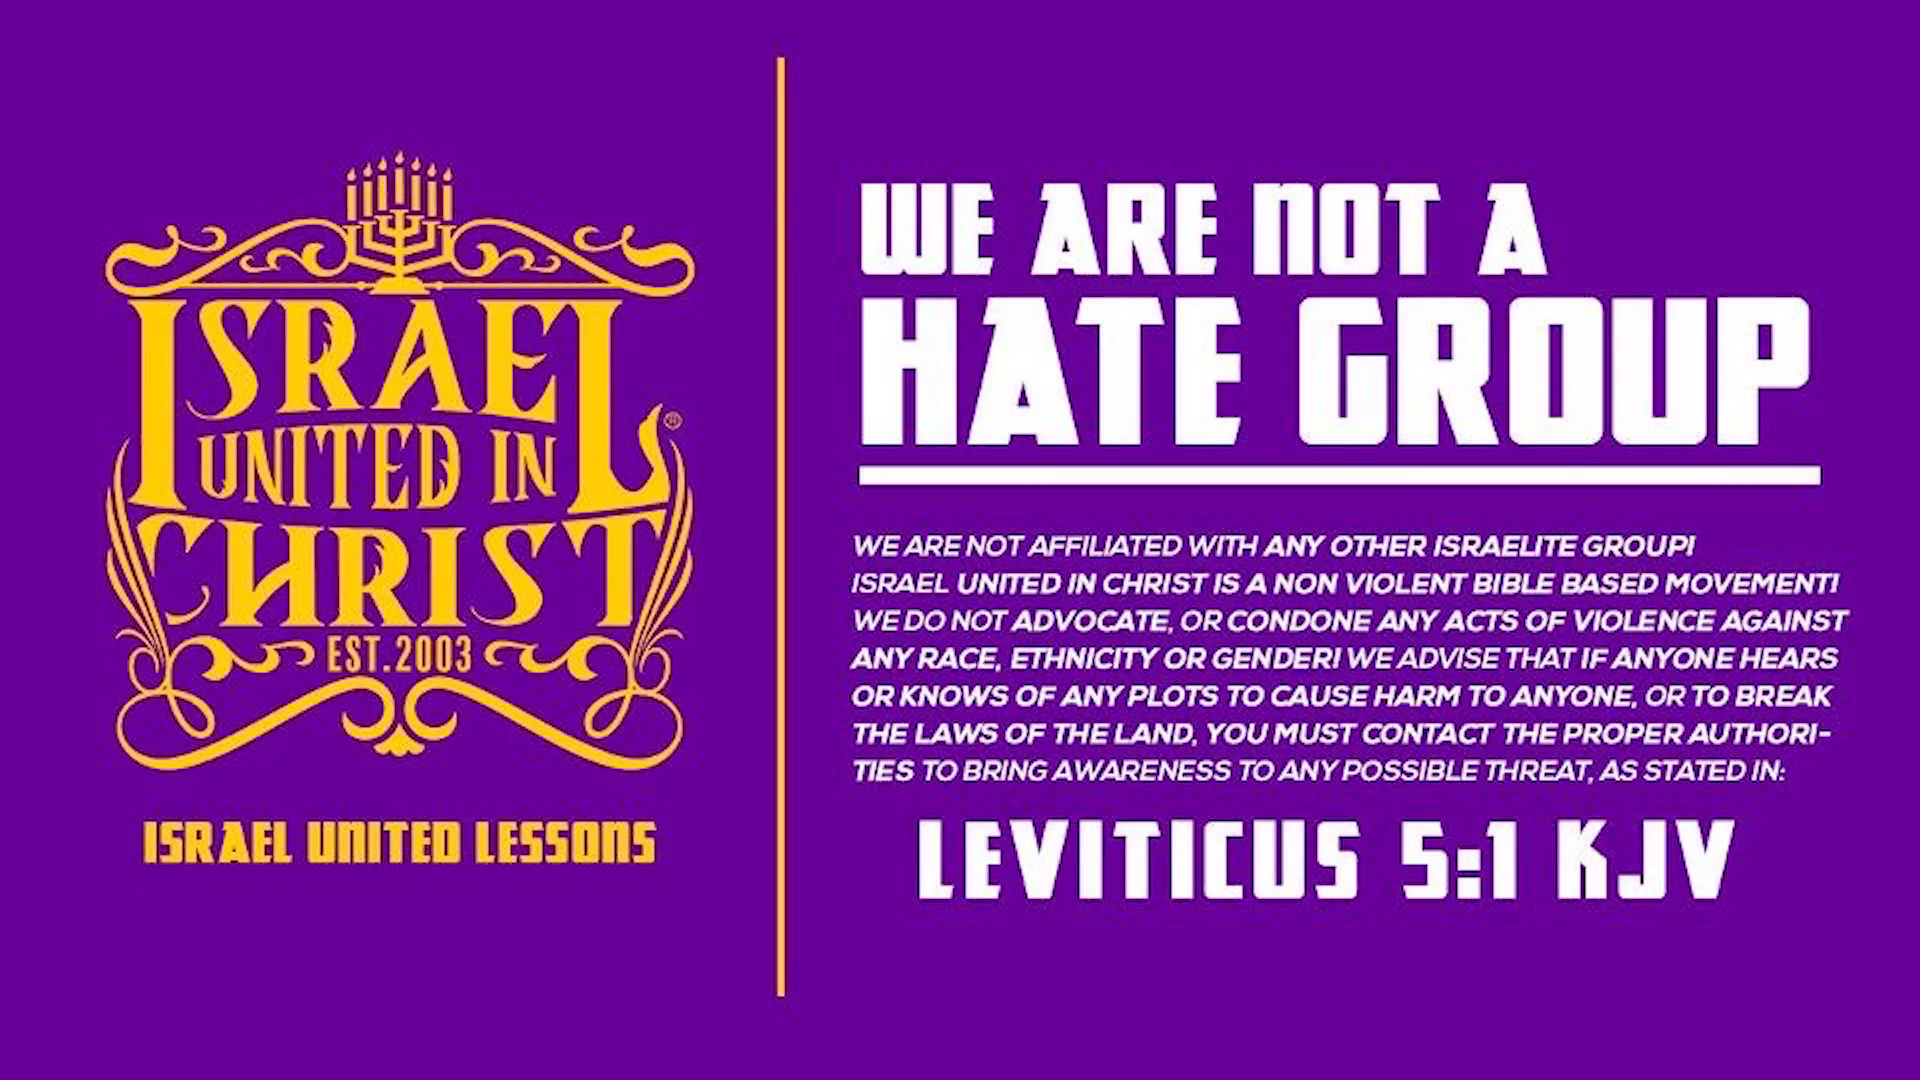 ISRAEL
UNITED IN
CHRIST
®
EST.2003
ISRAEL UNITED LESSONS
WE ARE NOT A
HATE GROUP
WE ARE NOT AFFILIATED WITH ANY OTHER ISRAELITE GROUP!
ISRAEL UNITED IN CHRIST IS A NON VIOLENT BIBLE BASED MOVEMENT!
WE DO NOT ADVOCATE, OR CONDONE ANY ACTS OF VIOLENCE AGAINST
ANY RACE, ETHNICITY OR GENDER! WE ADVISE THAT IF ANYONE HEARS
OR KNOWS OF ANY PLOTS TO CAUSE HARM TO ANYONE, OR TO BREAK
THE LAWS OF THE LAND, YOU MUST CONTACT THE PROPER AUTHORI-
TIES TO BRING AWARENESS TO ANY POSSIBLE THREAT, AS STATED IN:
LEVITICUS 5:1 KJV